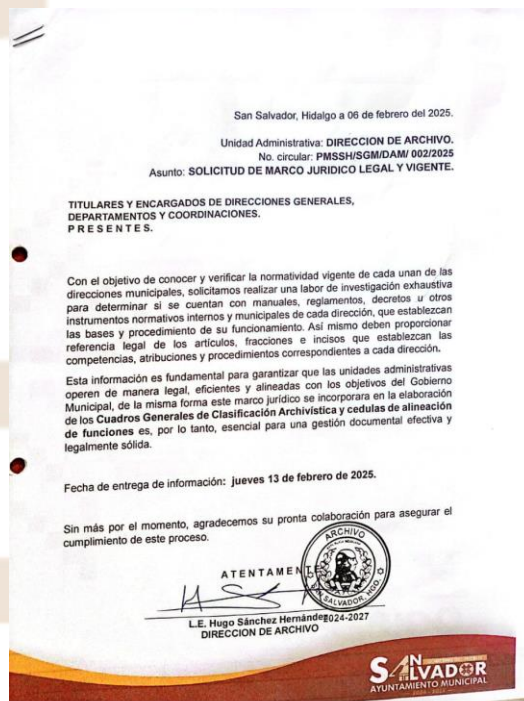 San Salvador, Hidalgo a 06 de febrero del 2025.
Unidad Administrativa: DIRECCION DE ARCHIVO.
No. circular: PMSSH/SGM/DAM/ 002/2025
Asunto: SOLICITUD DE MARCO JURIDICO LEGAL Y VIGENTE.
TITULARES Y ENCARGADOS DE DIRECCIONES GENERALES,
DEPARTAMENTOS Y COORDINACIONES.
P R E S E N T E S.
Con el objetivo de conocer y verificar la normatividad vigente de cada unan de las
direcciones municipales, solicitamos realizar una labor de investigación exhaustiva
para determinar si se cuentan con manuales, reglamentos, decretos u otros
instrumentos normativos internos y municipales de cada dirección, que establezcan
las bases y procedimiento de su funcionamiento. Así mismo deben proporcionar
referencia legal de los artículos, fracciones e incisos que establezcan las
competencias, atribuciones y procedimientos correspondientes a cada dirección.
Esta información es fundamental para garantizar que las unidades administrativas
operen de manera legal, eficientes y alineadas con los objetivos del Gobierno
Municipal, de la misma forma este marco jurídico se incorporara en la elaboración
de los Cuadros Generales de Clasificación Archivística y cedulas de alineación
de funciones es, por lo tanto, esencial para una gestión documental efectiva y
legalmente sólida.
Fecha de entrega de información: jueves 13 de febrero de 2025.
Sin más por el momento, agradecemos su pronta colaboración para asegurar el
cumplimiento de este proceso.
ARCHIVO
A T E N T A M E N T E
SAN SALVADOR, HGO.
L.E. Hugo Sánchez Hernández
2024-2027
DIRECCION DE ARCHIVO
SAN
SALVADOR
AYUNTAMIENTO MUNICIPAL